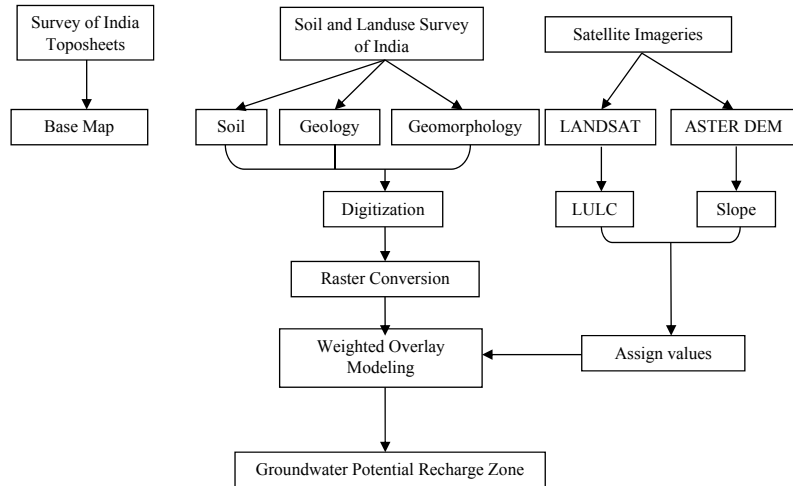 Survey of India
Toposheets
Soil and Landuse Survey
of India
Satellite Imageries
Base Map
Soil
Geology
Geomorphology
LANDSAT
ASTER DEM
Digitization
LULC
Slope
Raster Conversion
Weighted Overlay
Modeling
Assign values
Groundwater Potential Recharge Zone